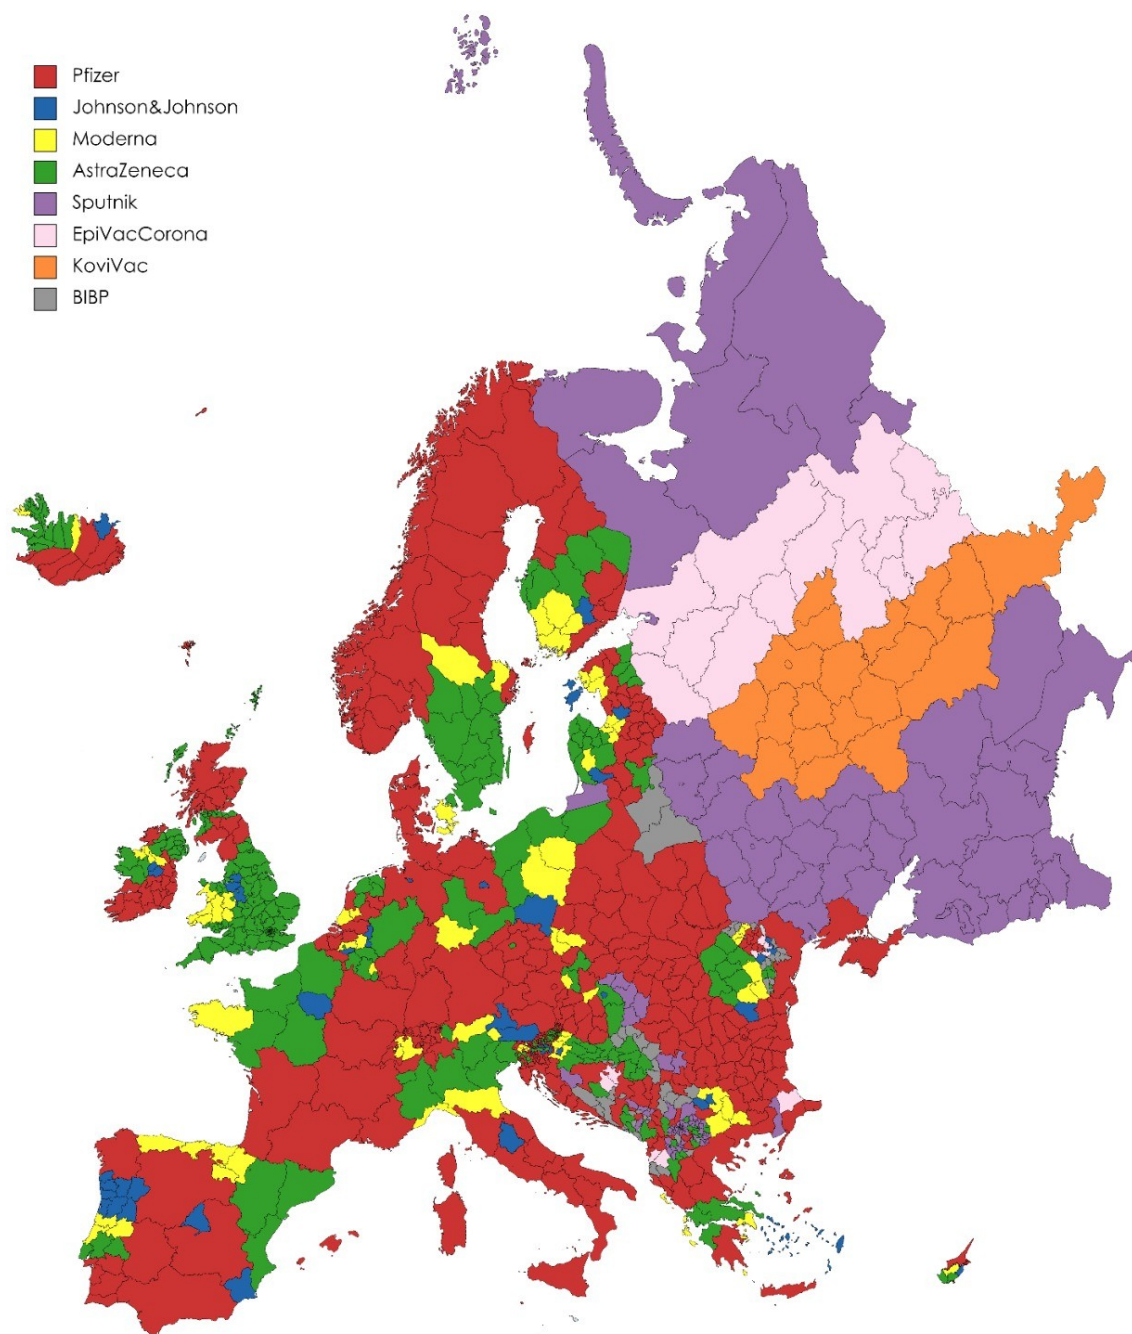 Pfizer
Johnson&Johnson
Moderna
AstraZeneca
Sputnik
EpiVacCorona
KoviVac
BIBP